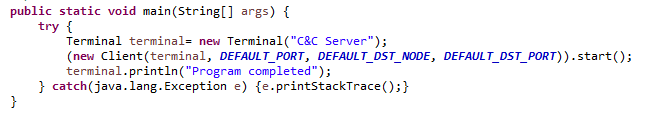 public static void main(String[] args) {
try {
Terminal terminal= new Terminal("C&C Server");
(new Client(terminal, DEFAULT_PORT, DEFAULT_DST_NODE, DEFAULT_DST_PORT)).start();
terminal.println("Program completed");
} catch(java.lang.Exception e) {e.printStackTrace();}
}